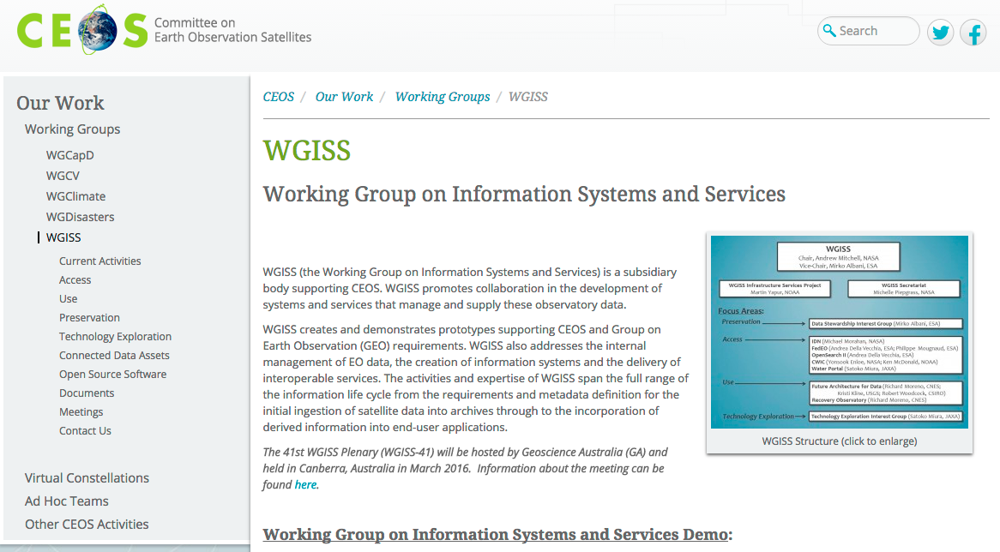 CEOS
Committee on
Earth Observation Satellites
Search
Our Work
Working Groups
WGCapD
WGCV
WGClimate
WGDisasters
WGISS
Current Activities
Access
Use
Preservation
Technology Exploration
Connected Data Assets
Open Source Software
Documents
Meetings
Contact Us
Virtual Constellations
Ad Hoc Teams
Other CEOS Activities
CEOS / Our Work / Working Groups / WGISS
WGISS
Working Group on Information Systems and Services
WGISS (the Working Group on Information Systems and Services) is a subsidiary
body supporting CEOS. WGISS promotes collaboration in the development of
systems and services that manage and supply these observatory data.
WGISS creates and demonstrates prototypes supporting CEOS and Group on
Earth Observation (GEO) requirements. WGISS also addresses the internal
management of EO data, the creation of information systems and the delivery of
interoperable services. The activities and expertise of WGISS span the full range of
the information life cycle from the requirements and metadata definition for the
initial ingestion of satellite data into archives through to the incorporation of
derived information into end-user applications.
The 41st WGISS Plenary (WGISS-41) will be hosted by Geoscience Australia (GA) and
held in Canberra, Australia in March 2016. Information about the meeting can be
found here.
WGISS
Chair, Andrew Mitchell, NASA
Vice-Chair, Mirko Albani, ESA
WGISS Infrastructure Services Project
Martin Yapur, NOAA
WGISS Secretariat
Michelle Piepgrass, NASA
Focus Areas:
Preservation
Data Stewardship Interest Group (Mirko Albani, ESA)
Access
IDN (Michael Morahan, NASA)
FedEO (Andrea Della Vecchia, ESA; Philippe Mougnaud, ESA)
OpenSearch II (Andrea Della Vecchia, ESA)
CWIC (Yonsook Enloe, NASA; Ken McDonald, NOAA)
Water Portal (Satoko Miura, JAXA)
Use
Future Architecture for Data (Richard Moreno, CNES;
Kristi Kline, USGS; Robert Woodcock, CSIRO)
Recovery Observatory (Richard Moreno, CNES)
Technology Exploration
Technology Exploration Interest Group (Satoko Miura, JAXA)
WGISS Structure (click to enlarge)
Working Group on Information Systems and Services Demo: